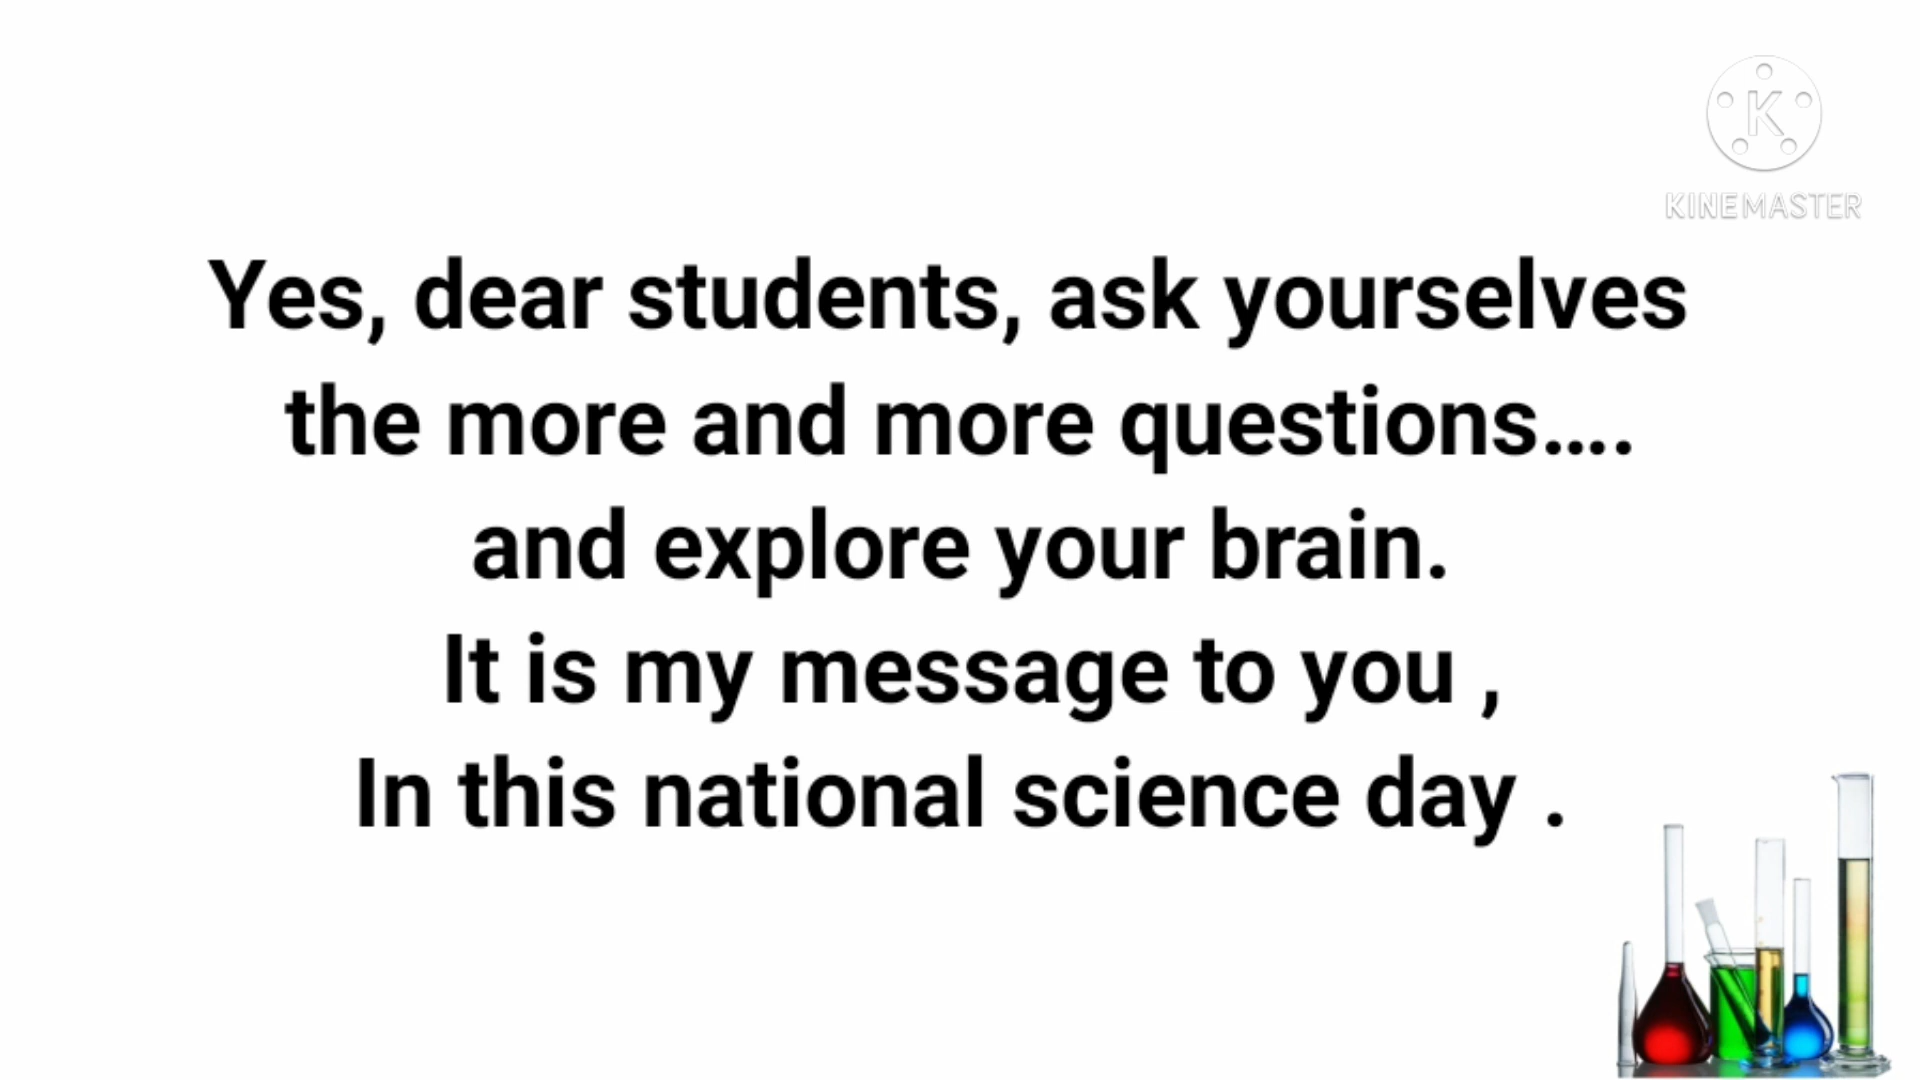 KINEMASTER
Yes, dear students, ask yourselves
the more and more questions....
and explore your brain.
It is my message to you ,
In this national science day .